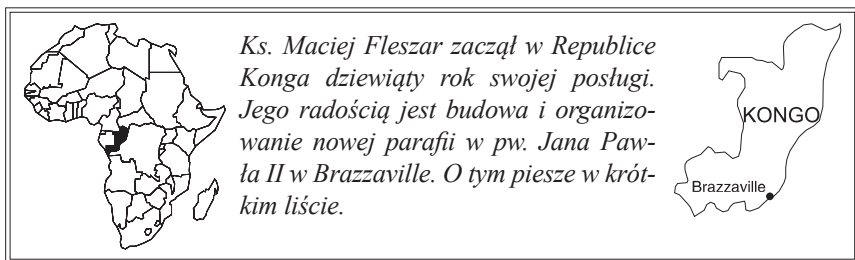 Ks. Maciej Fleszar zaczął w Republice
Konga dziewiąty rok swojej posługi.
Jego radością jest budowa i organizo-
wanie nowej parafii w pw. Jana Paw-
ła II w Brazzaville. O tym piesze w krót-
kim liście.
KONGO
Brazzaville